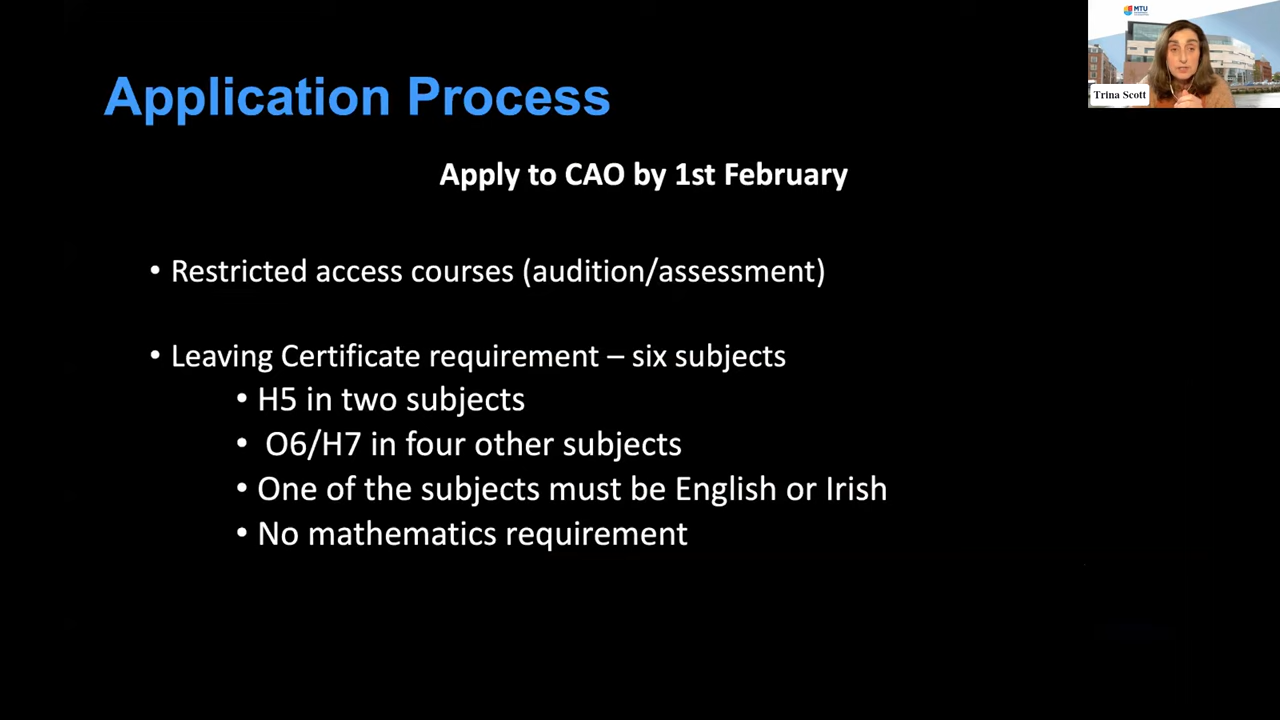 MTU
Trina Scott
Application Process
Apply to CAO by 1st February
• Restricted access courses (audition/assessment)
• Leaving Certificate requirement – six subjects
• H5 in two subjects
• O6/H7 in four other subjects
• One of the subjects must be English or Irish
• No mathematics requirement